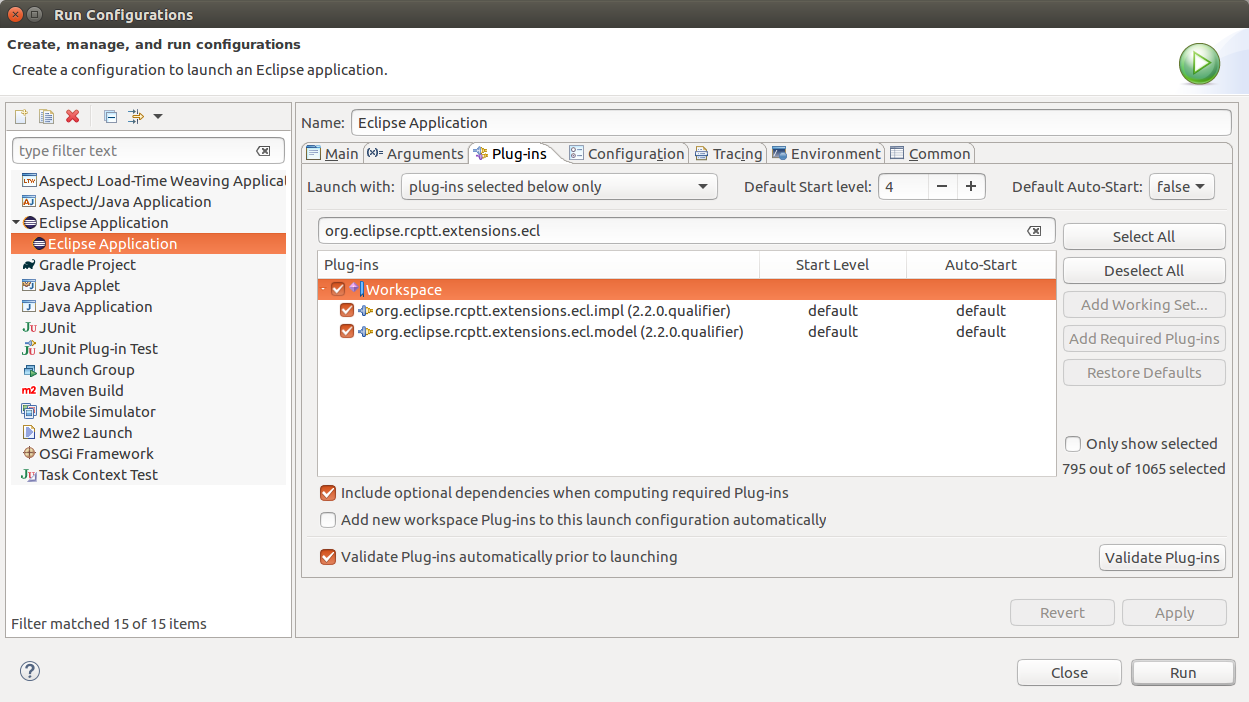 Run Configurations
Create, manage, and run configurations
Create a configuration to launch an Eclipse application.
type filter text
AspectJ Load-Time Weaving Applica
AspectJ/Java Application
Eclipse Application
Eclipse Application
Gradle Project
Java Applet
Java Application
JUnit
JUnit Plug-in Test
Launch Group
Maven Build
Mobile Simulator
Mwe2 Launch
OSGi Framework
Task Context Test
Filter matched 15 of 15 items
Name: Eclipse Application
Main Arguments Plug-ins Configuration Tracing Environment Common
Launch with: plug-ins selected below only Default Start level: 4 Default Auto-Start: false
org.eclipse.rcptt.extensions.ecl
Plug-ins Start Level Auto-Start
Workspace
org.eclipse.rcptt.extensions.ecl.impl (2.2.0.qualifier) default default
org.eclipse.rcptt.extensions.ecl.model (2.2.0.qualifier) default default
Select All
Deselect All
Add Working Set...
Add Required Plug-ins
Restore Defaults
Only show selected
795 out of 1065 selected
Include optional dependencies when computing required Plug-ins
Add new workspace Plug-ins to this launch configuration automatically
Validate Plug-ins automatically prior to launching
Validate Plug-ins
Revert Apply
Close Run